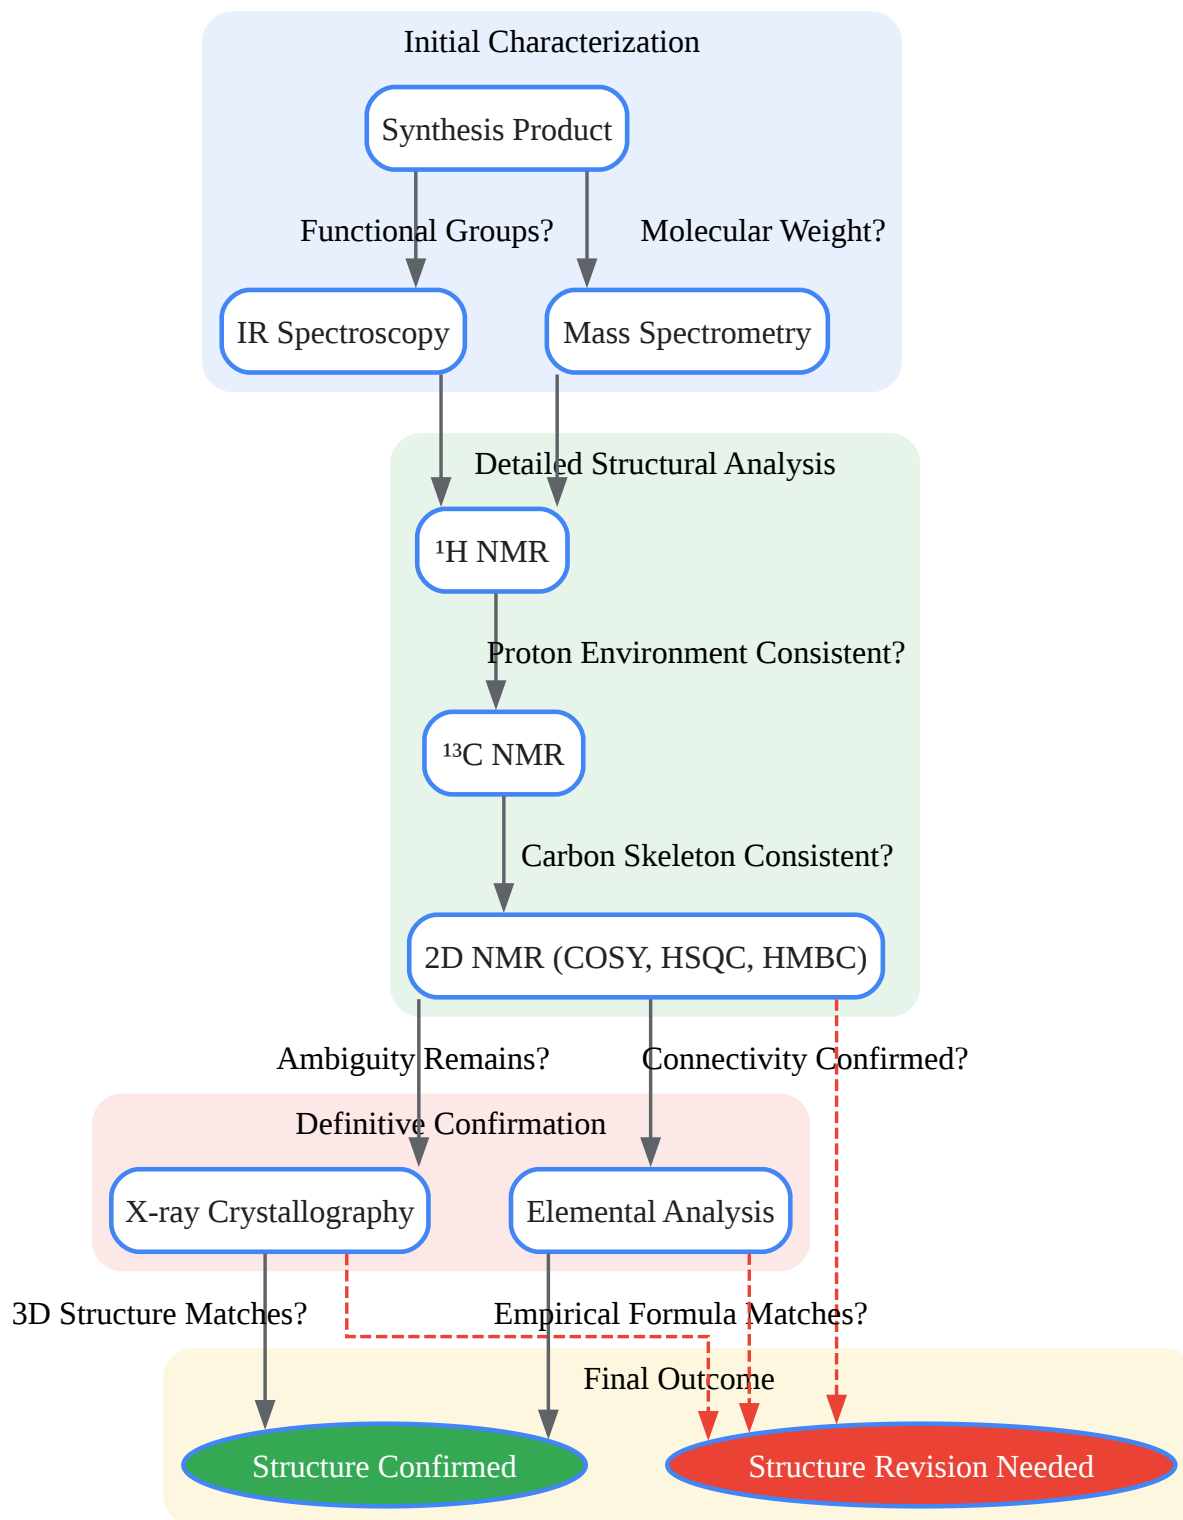 Initial Characterization
Synthesis Product
Functional Groups?
Molecular Weight?
IR Spectroscopy
Mass Spectrometry
Detailed Structural Analysis
¹H NMR
Proton Environment Consistent?
¹³C NMR
Carbon Skeleton Consistent?
2D NMR (COSY, HSQC, HMBC)
Ambiguity Remains?
Connectivity Confirmed?
Definitive Confirmation
X-ray Crystallography
Elemental Analysis
3D Structure Matches?
Empirical Formula Matches?
Final Outcome
Structure Confirmed
Structure Revision Needed